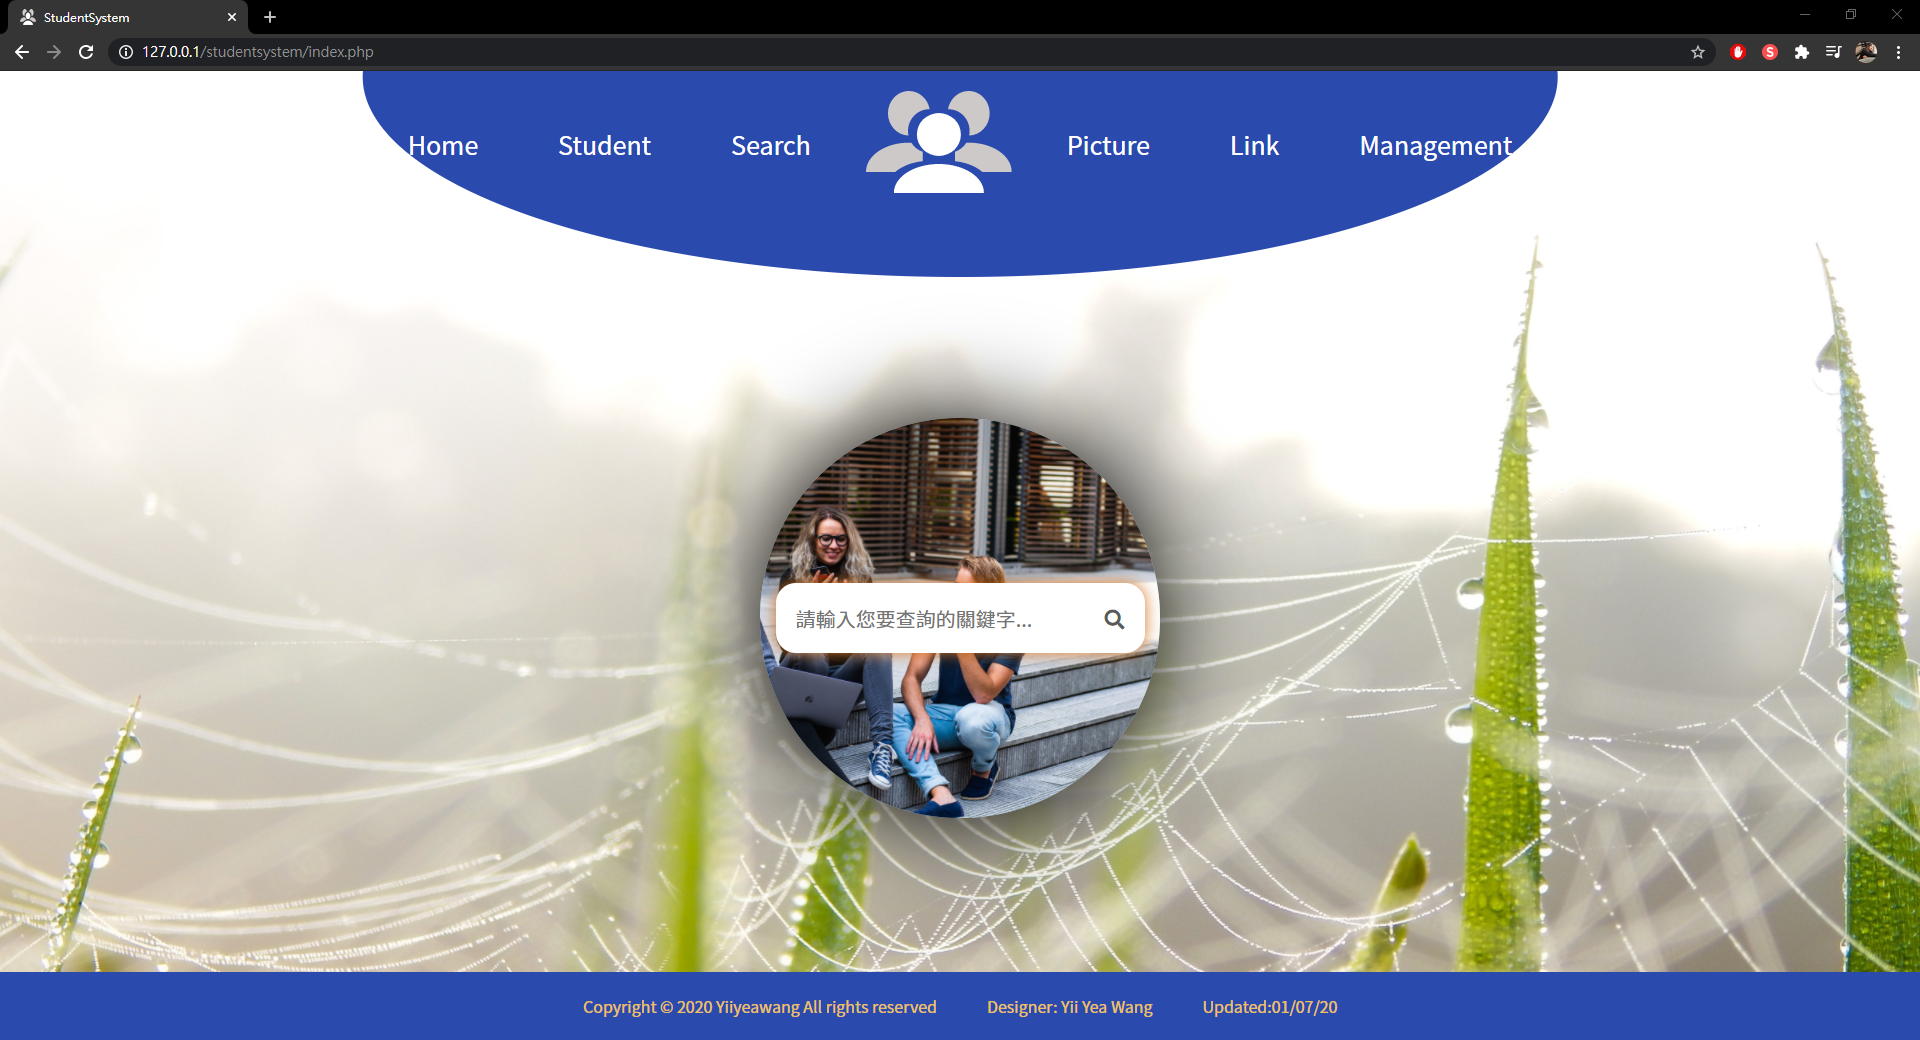 StudentSystem
127.0.0.1/studentsystem/index.php
Home Student Search Picture Link Management
請輸入您要查詢的關鍵字...
Copyright © 2020 Yiiyeawang All rights reserved Designer: Yii Yea Wang Updated:01/07/20